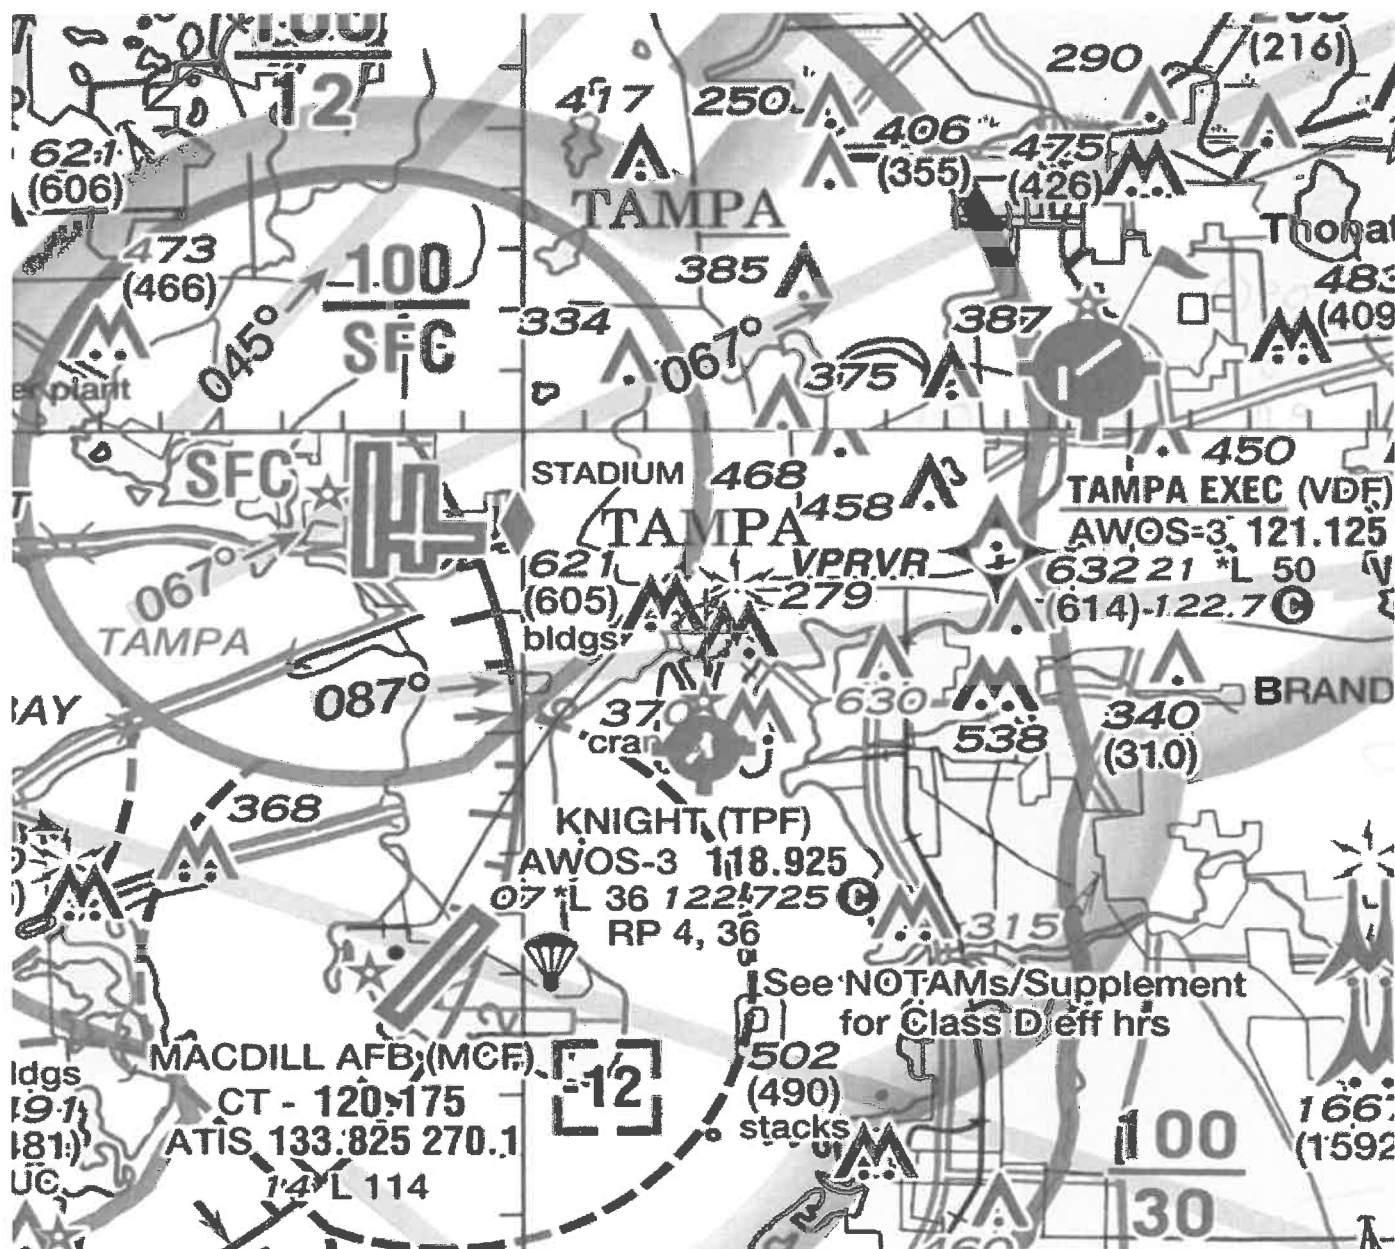 12
290
(216)
417
250
406
(355)
475
(426)
621
(606)
TAMPA
473
(466)
100
SFC
385
483
334
067°
387
045°
375
SFC
STADIUM
468
458
450
TAMPA EXEC (VDF)
AWOS-3 121.125
TAMPA
067°
621
(605)
bldgs
VPRVR
279
632 21 *L 50
(614) 122.7 C
TAMPA
087°
630
538
340
(310)
370
368
KNIGHT (TPF)
AWOS-3 118.925
07 *L 36 122.725 C
RP 4, 36
315
See NOTAMs/Supplement
for Class D eff hrs
MACDILL AFB (MCF)
CT - 120.175
ATIS 133.825 270.1
14 L 114
-12
502
(490)
stacks
100
30